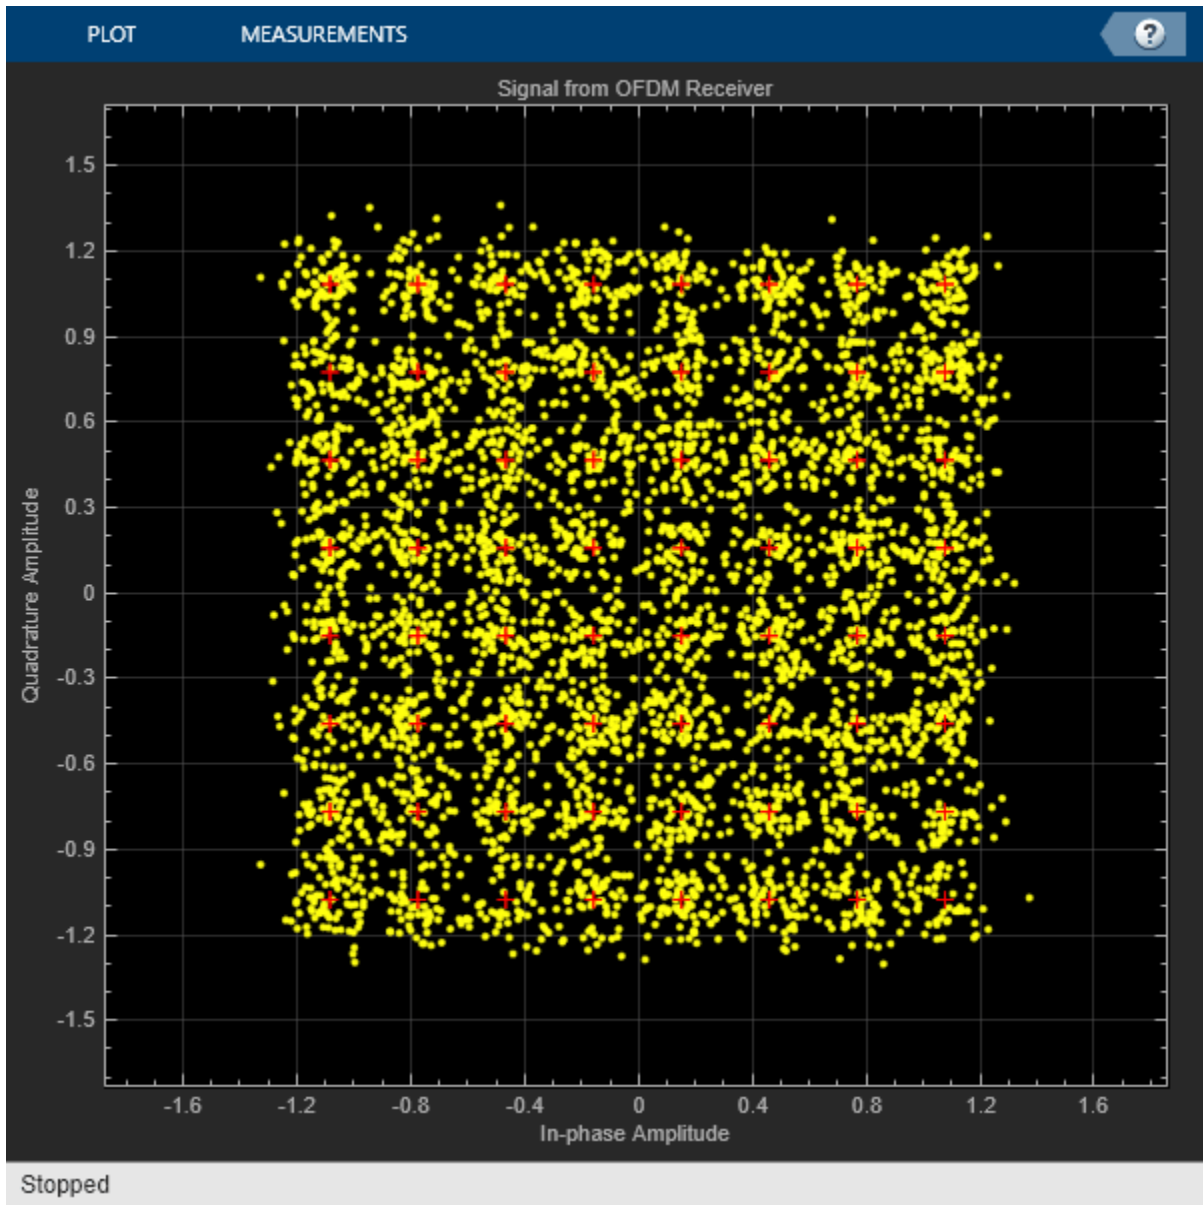 PLOT MEASUREMENTS ?
Signal from OFDM Receiver
1.5
1.2
0.9
0.6
0.3
0
-0.3
-0.6
-0.9
-1.2
-1.5
Quadrature Amplitude
-1.6 -1.2 -0.8 -0.4 0 0.4 0.8 1.2 1.6
In-phase Amplitude
Stopped